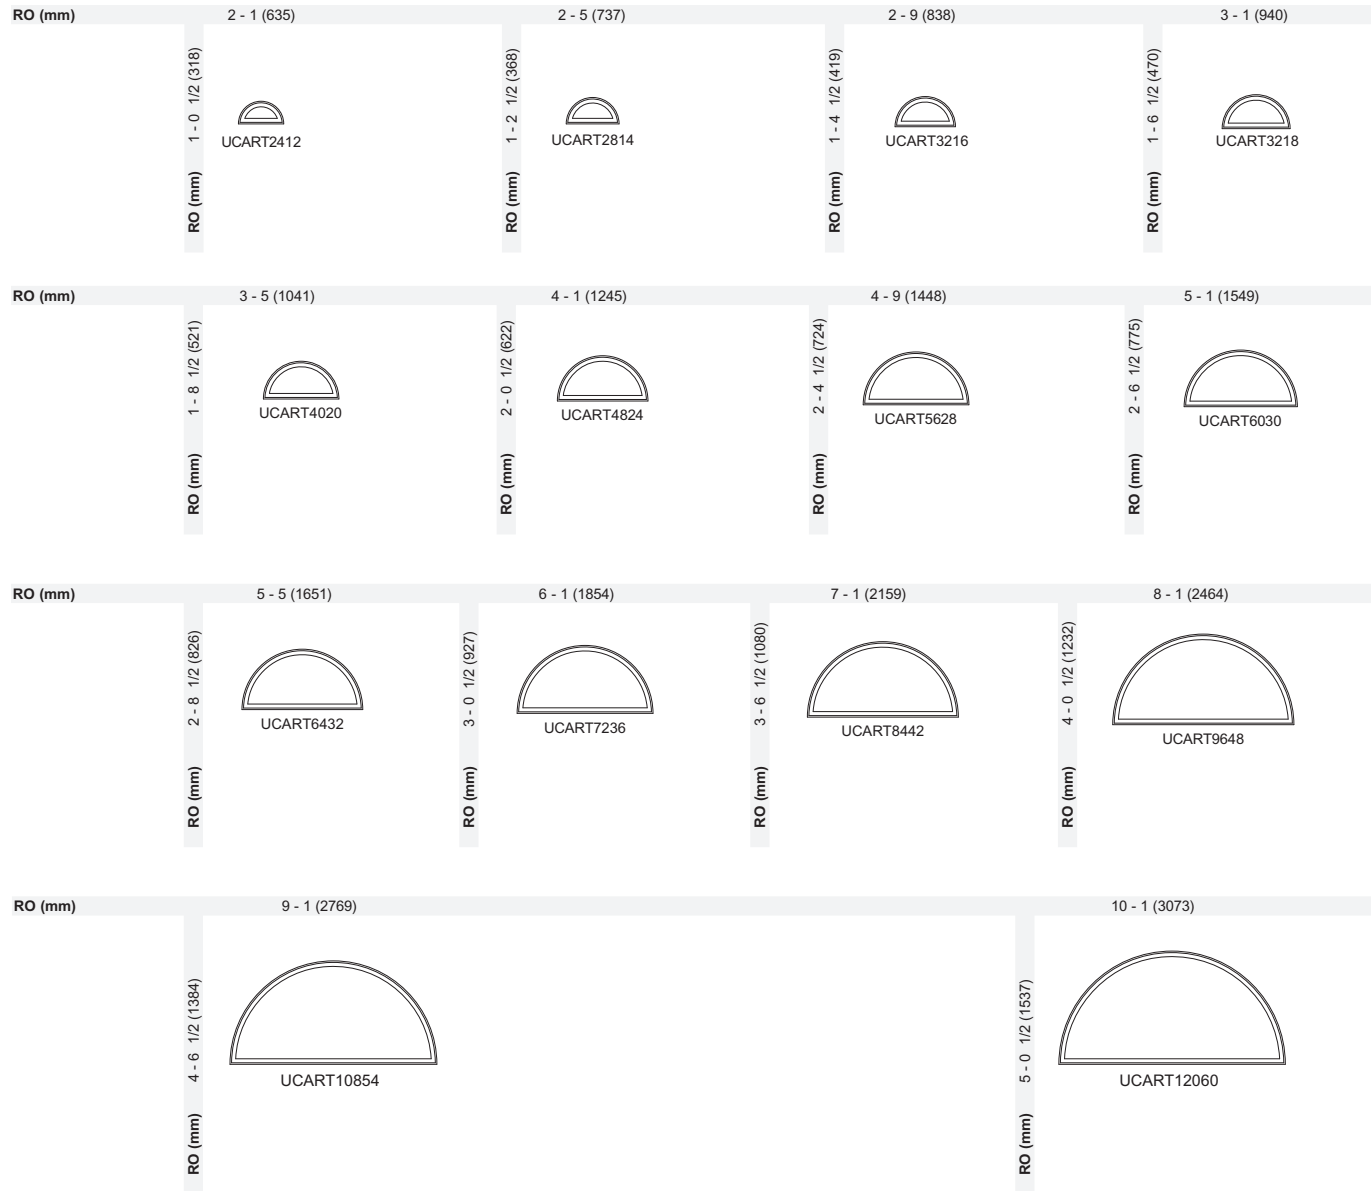 RO (mm) 2 - 1 (635) 2 - 5 (737) 2 - 9 (838) 3 - 1 (940)
RO (mm) 1 - 0 1/2 (318)
UCART2412
RO (mm) 1 - 2 1/2 (368)
UCART2814
RO (mm) 1 - 4 1/2 (419)
UCART3216
RO (mm) 1 - 6 1/2 (470)
UCART3218
RO (mm) 3 - 5 (1041) 4 - 1 (1245) 4 - 9 (1448) 5 - 1 (1549)
RO (mm) 1 - 8 1/2 (521)
UCART4020
RO (mm) 2 - 0 1/2 (622)
UCART4824
RO (mm) 2 - 4 1/2 (724)
UCART5628
RO (mm) 2 - 6 1/2 (775)
UCART6030
RO (mm) 5 - 5 (1651) 6 - 1 (1854) 7 - 1 (2159) 8 - 1 (2464)
RO (mm) 2 - 8 1/2 (826)
UCART6432
RO (mm) 3 - 0 1/2 (927)
UCART7236
RO (mm) 3 - 6 1/2 (1080)
UCART8442
RO (mm) 4 - 0 1/2 (1232)
UCART9648
RO (mm) 9 - 1 (2769) 10 - 1 (3073)
RO (mm) 4 - 6 1/2 (1384)
UCART10854
RO (mm) 5 - 0 1/2 (1537)
UCART12060